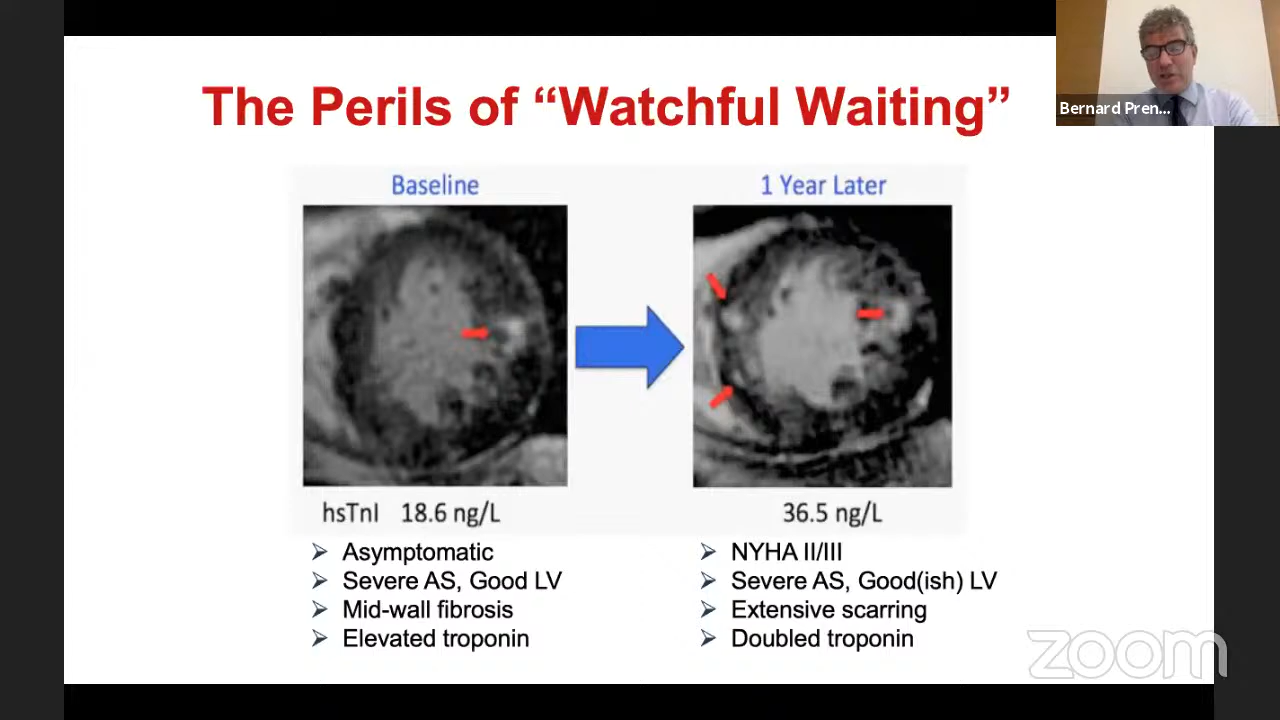 The Perils of “Watchful Waiting”
Bernard Pren...
Baseline
1 Year Later
hsTnI 18.6 ng/L
36.5 ng/L
➢ Asymptomatic
➢ Severe AS, Good LV
➢ Mid-wall fibrosis
➢ Elevated troponin
➢ NYHA II/III
➢ Severe AS, Good(ish) LV
➢ Extensive scarring
➢ Doubled troponin
zoom